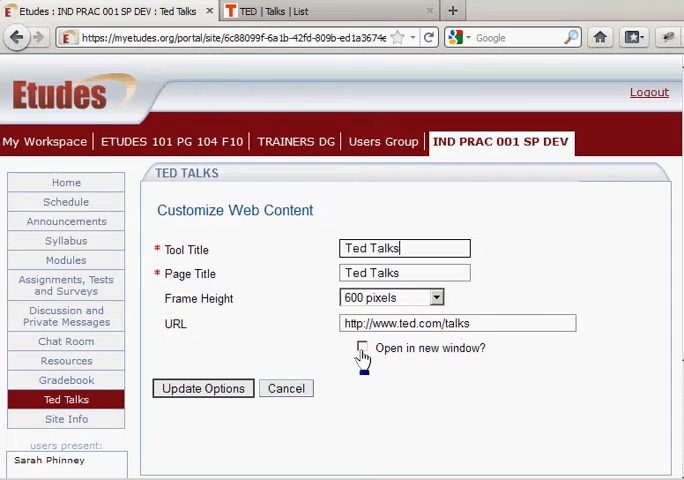 Etudes : IND PRAC 001 SP DEV : Ted Talks ×
TED | Talks | List ×
https://myetudes.org/portal/site/6c88099f-6a1b-42fd-809b-ed1a3674e
Google
Etudes
Logout
My Workspace | ETUDES 101 PG 104 F10 | TRAINERS DG | Users Group | IND PRAC 001 SP DEV
Home
Schedule
Announcements
Syllabus
Modules
Assignments, Tests
and Surveys
Discussion and
Private Messages
Chat Room
Resources
Gradebook
Ted Talks
Site Info
users present:
Sarah Phinney
TED TALKS
Customize Web Content
* Tool Title Ted Talks
* Page Title Ted Talks
Frame Height 600 pixels
URL http://www.ted.com/talks
Open in new window?
Update Options Cancel